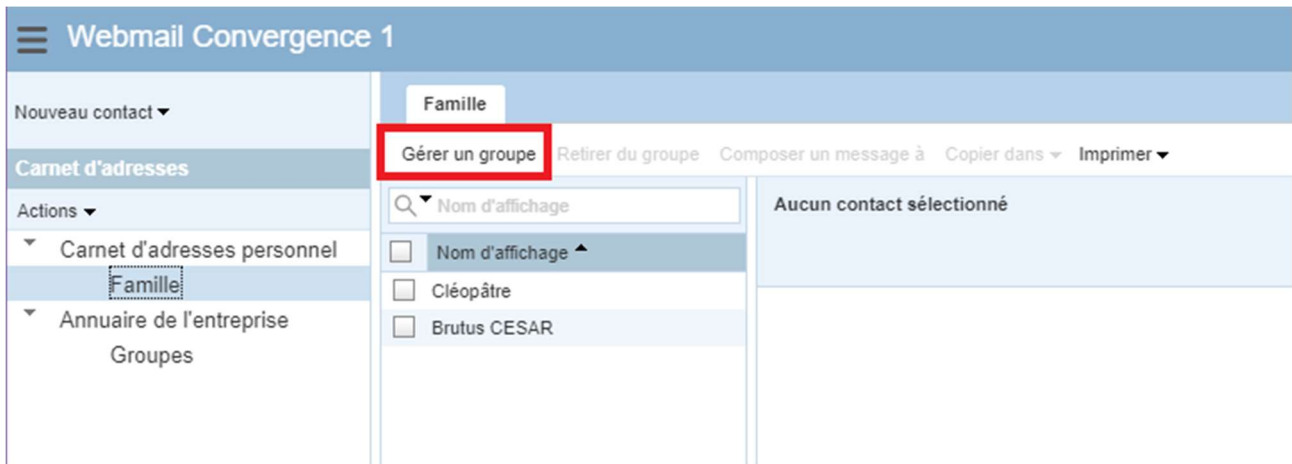 Webmail Convergence 1
Nouveau contact
Famille
Gérer un groupe Retirer du groupe Composer un message à Copier dans Imprimer
Carnet d'adresses
Actions
Nom d'affichage
Aucun contact sélectionné
Carnet d'adresses personnel
Nom d'affichage
Famille
Cléopâtre
Annuaire de l'entreprise
Brutus CESAR
Groupes